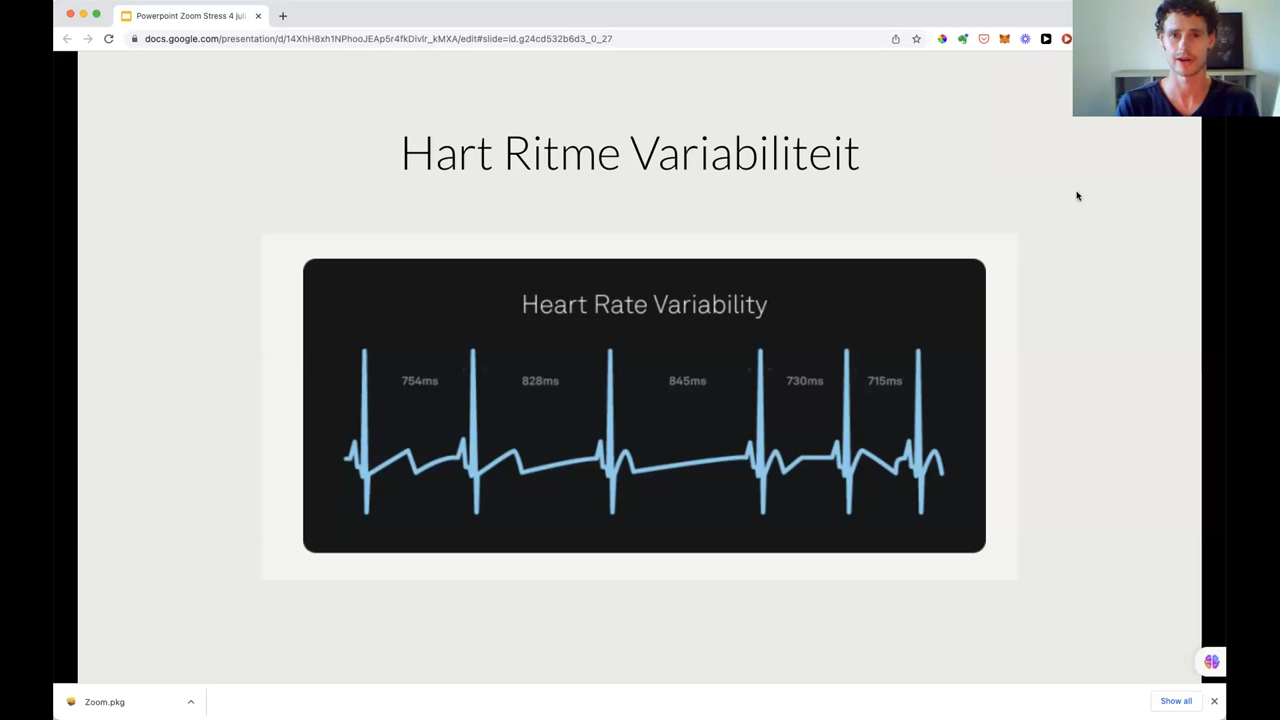 Powerpoint Zoom Stress 4 juli
docs.google.com/presentation/d/14XhH8xh1NPhooJEAp5r4fkDivlr_kMXA/edit#slide=id.g24cd532b6d3_0_27
Hart Ritme Variabiliteit
Heart Rate Variability
754ms 828ms 845ms 730ms 715ms
Zoom.pkg
Show all